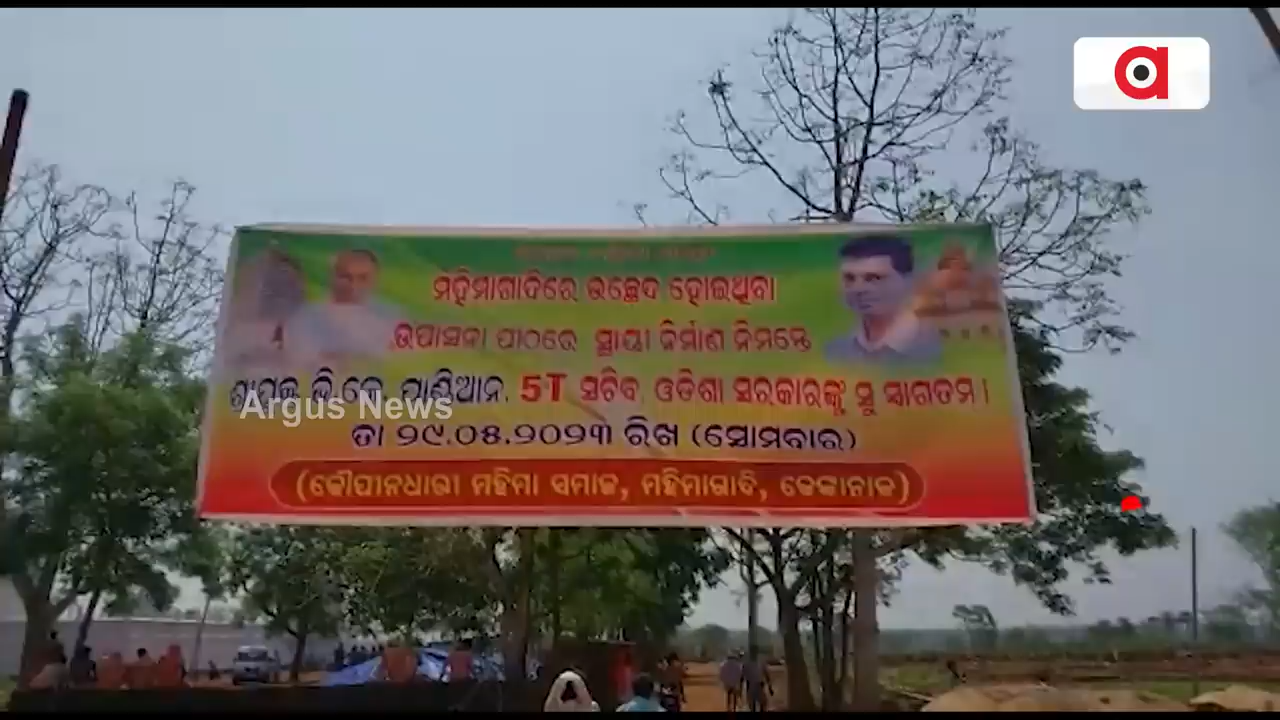 ମହିମାଗାଦିରେ ଉଚ୍ଛେଦ ହୋଇଥିବା
ଉପାସନା ପୀଠରେ ସ୍ଥାୟୀ ନିର୍ମାଣ ନିମନ୍ତେ
ଶ୍ରୀଯୁକ୍ତ ଭି.କେ. ପାଣ୍ଡିଆନ, 5T ସଚିବ, ଓଡିଶା ସରକାରଙ୍କୁ ସୁ ସ୍ଵାଗତମ ।
Argus News
ତା ୨୯.୦୫.୨୦୨୩ ରିଖ (ସୋମବାର)
(କୌପୀନଧାରୀ ମହିମା ସମାଜ, ମହିମାଗାଦି, ଢେଙ୍କାନାଳ)